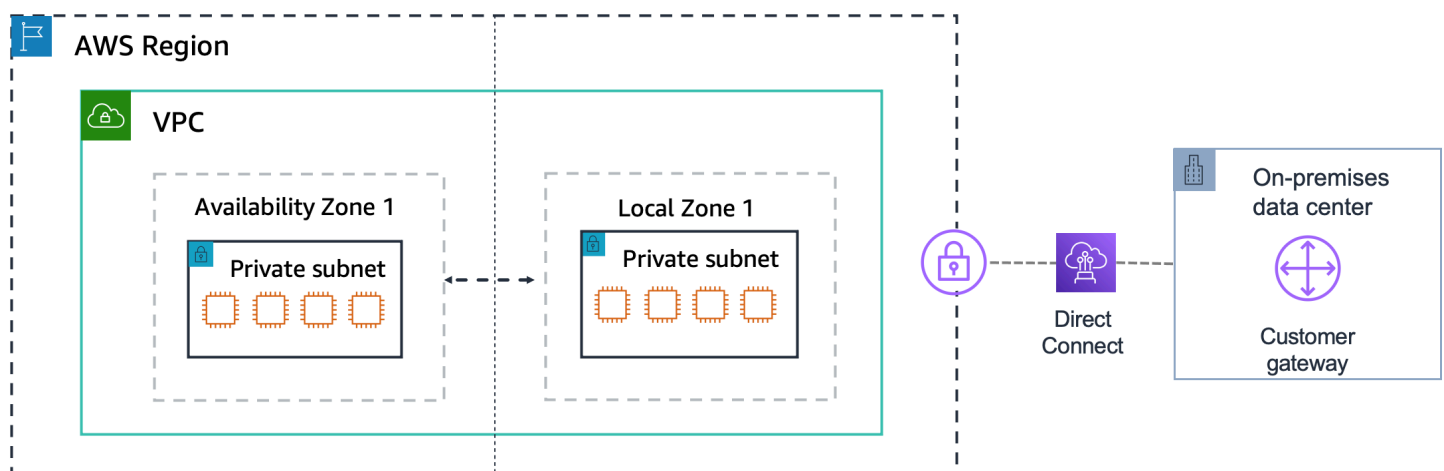 AWS Region
VPC
Availability Zone 1
Private subnet
Local Zone 1
Private subnet
Direct
Connect
On-premises
data center
Customer
gateway